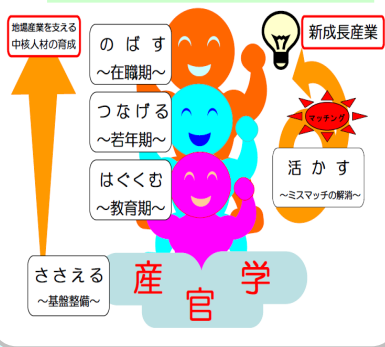 地場産業を支える
中核人材の育成
のばす
~在職期~
新成長産業
つなげる
~若年期~
マッチング
はぐくむ
~教育期~
活かす
~ミスマッチの解消~
ささえる
~基盤整備~
産
官
学